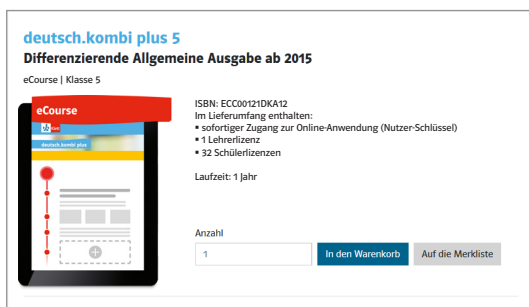 deutsch.kombi plus 5
Differenzierende Allgemeine Ausgabe ab 2015
eCourse | Klasse 5
eCourse
Klett
deutsch.kombi plus
ISBN: ECC00121DKA12
Im Lieferumfang enthalten:
▪ sofortiger Zugang zur Online-Anwendung (Nutzer-Schlüssel)
▪ 1 Lehrerlizenz
▪ 32 Schülerlizenzen
Laufzeit: 1 Jahr
Anzahl
1
In den Warenkorb
Auf die Merkliste